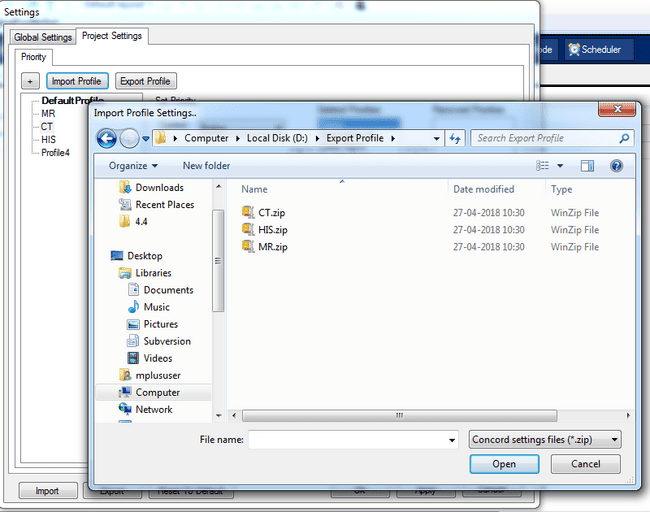 Settings
Global Settings Project Settings
ode Scheduler
Priority
+ Import Profile Export Profile
DefaultProfile Set Priority
MR
CT
HIS
Profile4
Import Profile Settings..
Computer Local Disk (D:) Export Profile Search Export Profile
Organize New folder
Downloads
Recent Places
4.4
Desktop
Libraries
Documents
Music
Pictures
Subversion
Videos
mplususer
Computer
Network
Name Date modified Type
CT.zip 27-04-2018 10:30 WinZip File
HIS.zip 27-04-2018 10:30 WinZip File
MR.zip 27-04-2018 10:30 WinZip File
File name: Concord settings files (*.zip)
Open Cancel
Import Export Reset To Default Ok Apply Cancel